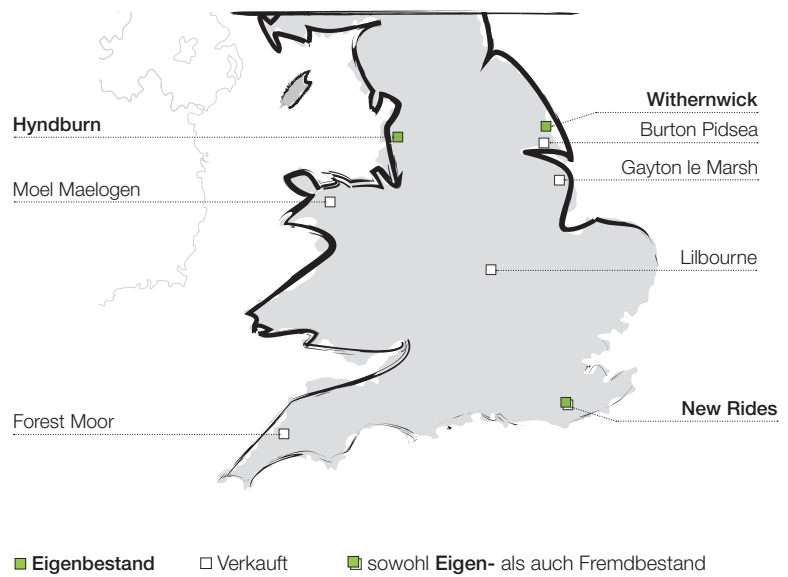 Withernwick
Hyndburn
Burton Pidsea
Gayton le Marsh
Moel Maelogen
Lilbourne
New Rides
Forest Moor
Eigenbestand
Verkauft
sowohl Eigen- als auch Fremdbestand